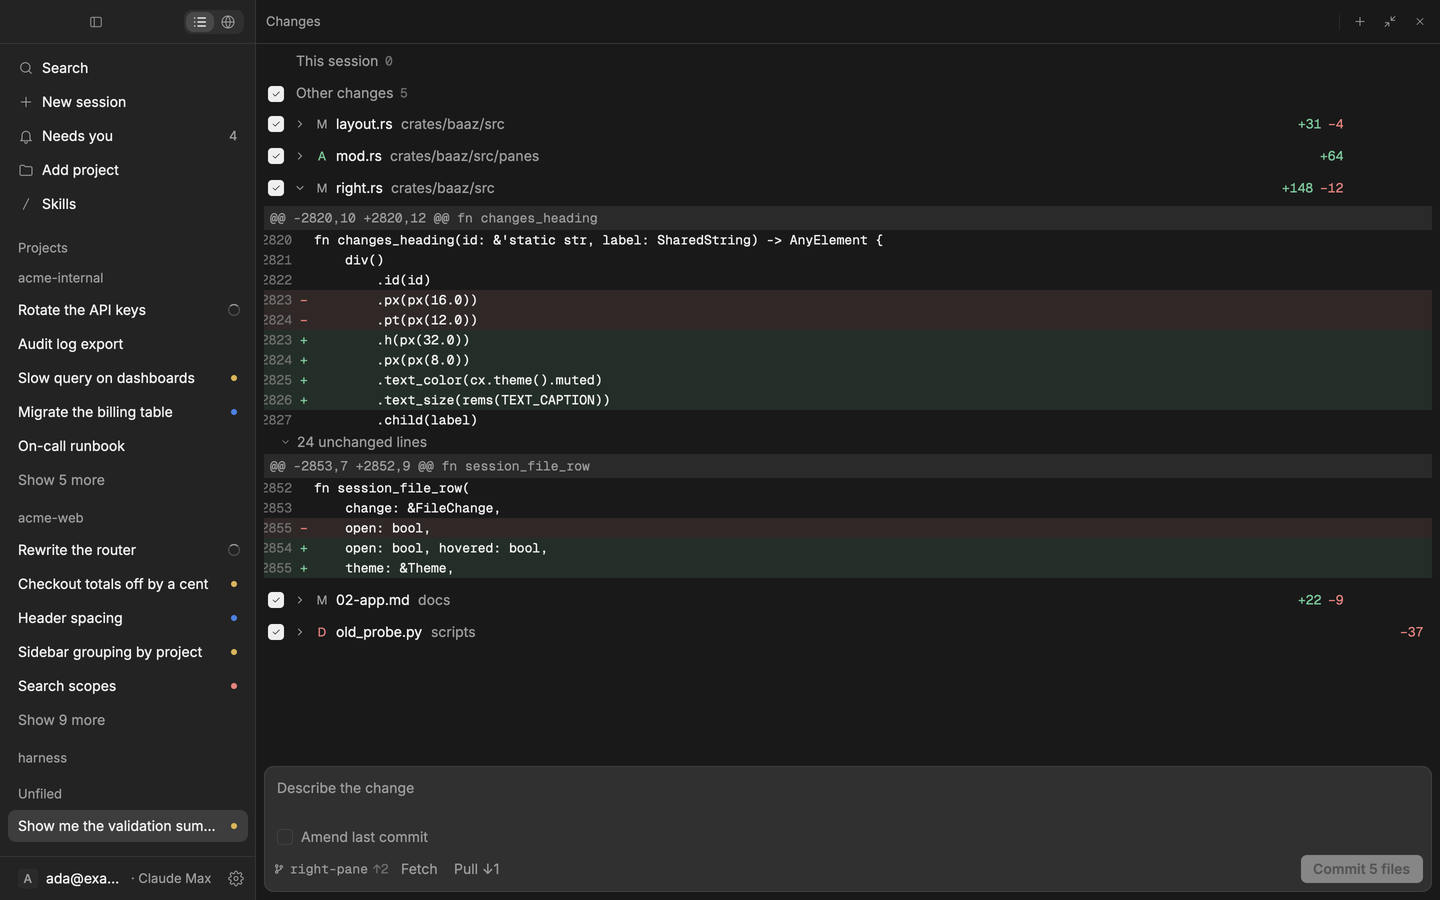 Changes
Search
New session
Needs you 4
Add project
Skills
Projects
acme-internal
Rotate the API keys
Audit log export
Slow query on dashboards
Migrate the billing table
On-call runbook
Show 5 more
acme-web
Rewrite the router
Checkout totals off by a cent
Header spacing
Sidebar grouping by project
Search scopes
Show 9 more
harness
Unfiled
Show me the validation sum...
A ada@exa... · Claude Max
This session 0
Other changes 5
M layout.rs crates/baaz/src +31 −4
A mod.rs crates/baaz/src/panes +64
M right.rs crates/baaz/src +148 −12
@@ -2820,10 +2820,12 @@ fn changes_heading
2820 fn changes_heading(id: &'static str, label: SharedString) -> AnyElement {
2821 div()
2822 .id(id)
2823 − .px(px(16.0))
2824 − .pt(px(12.0))
2823 + .h(px(32.0))
2824 + .px(px(8.0))
2825 + .text_color(cx.theme().muted)
2826 + .text_size(rems(TEXT_CAPTION))
2827 .child(label)
24 unchanged lines
@@ -2853,7 +2852,9 @@ fn session_file_row
2852 fn session_file_row(
2853 change: &FileChange,
2855 − open: bool,
2854 + open: bool, hovered: bool,
2855 + theme: &Theme,
M 02-app.md docs +22 −9
D old_probe.py scripts −37
Describe the change
Amend last commit
right-pane ↑2 Fetch Pull ↓1
Commit 5 files